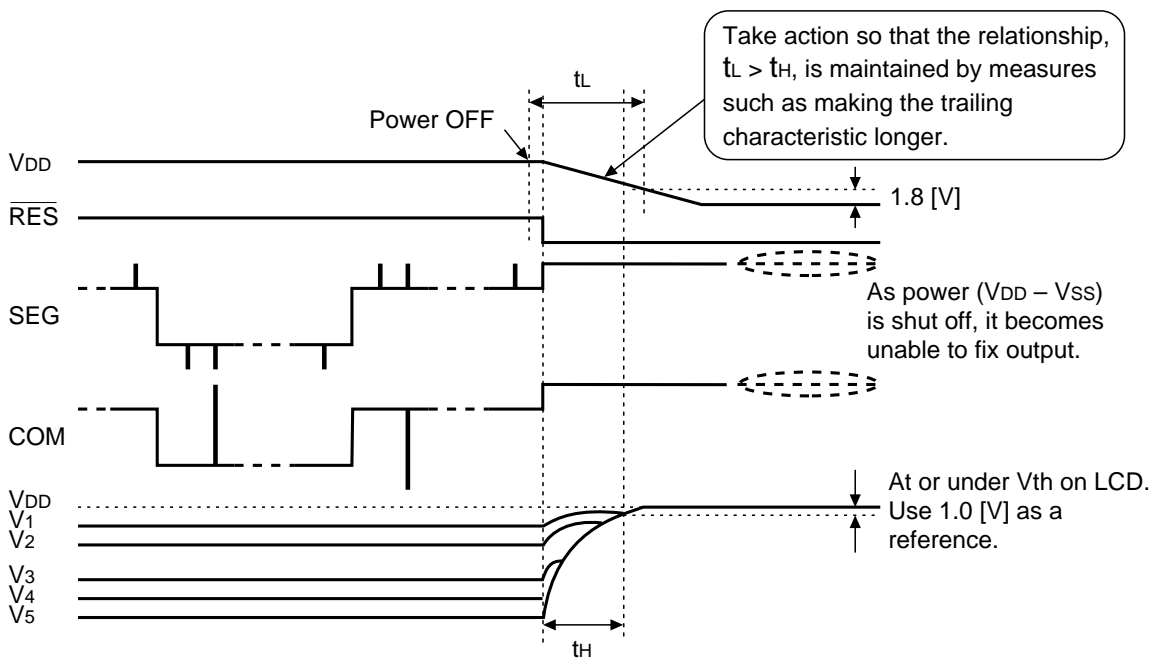 Take action so that the relationship,
tL > tH, is maintained by measures
such as making the trailing
characteristic longer.
tL
Power OFF
VDD
1.8 [V]
RES
SEG
As power (VDD – VSS)
is shut off, it becomes
unable to fix output.
COM
VDD
V1
V2
V3
V4
V5
At or under Vth on LCD.
Use 1.0 [V] as a
reference.
tH